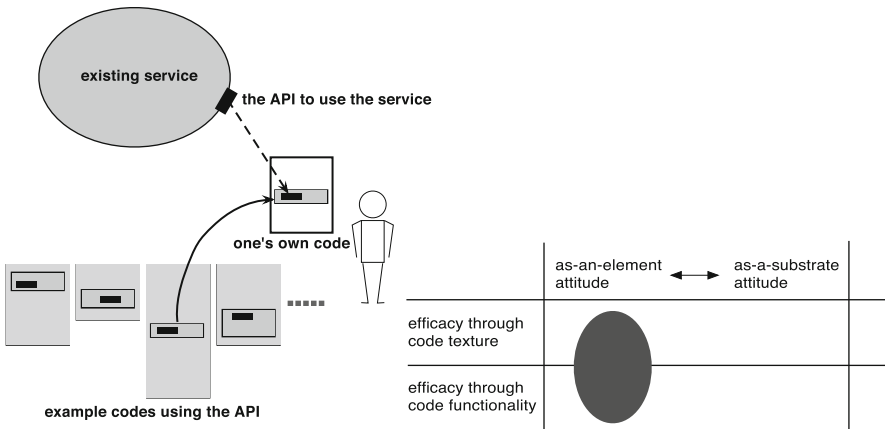 existing service
the API to use the service
one's own code
example codes using the API
as-an-element
attitude
as-a-substrate
attitude
efficacy through
code texture
efficacy through
code functionality